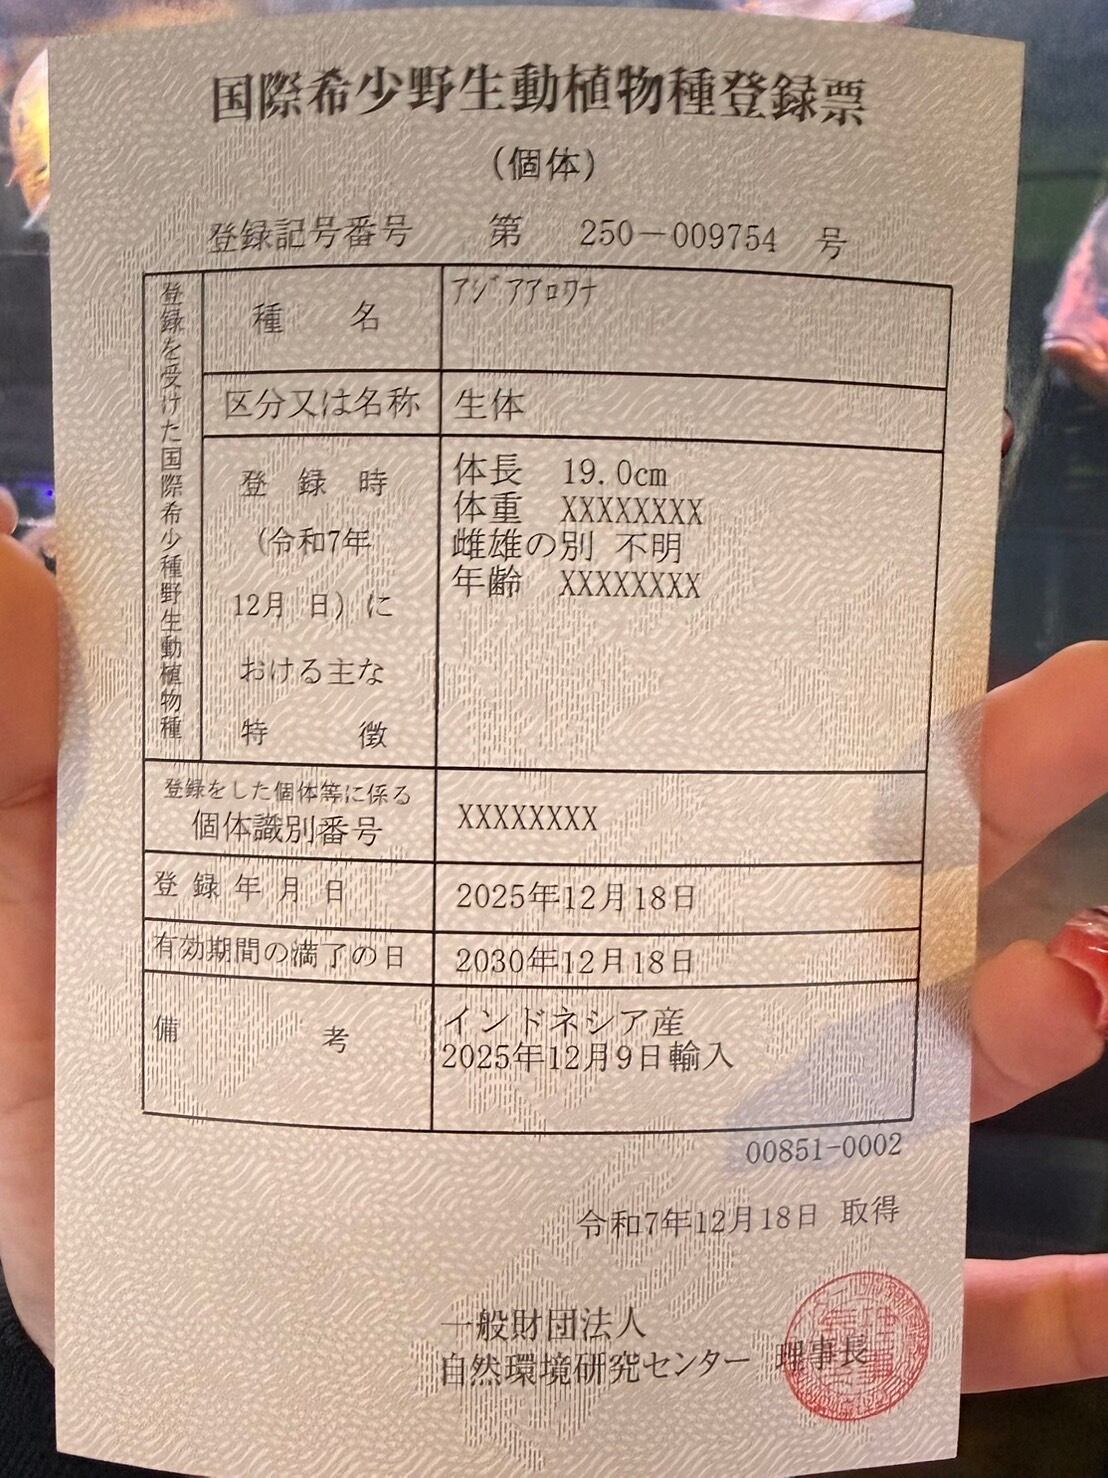 国際希少野生動植物種登録票
(個体)
登録記号番号 第 250-009754 号
登録を受けた国際希少種野生動植物種
種 名 ｱｼﾞｱｱﾛﾜﾅ
区分又は名称 生体
登録時
(令和7年
12月 日)に
おける主な
特 徴
体長 19.0cm
体重 XXXXXXXX
雌雄の別 不明
年齢 XXXXXXXX
登録をした個体等に係る
個体識別番号 XXXXXXXX
登録年月日 2025年12月18日
有効期間の満了の日 2030年12月18日
備 考 インドネシア産
2025年12月9日輸入
00851-0002
令和7年12月18日 取得
一般財団法人
自然環境研究センター 理事長